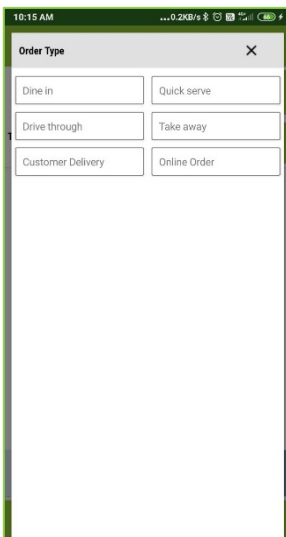 10:15 AM ...0.2KB/s 46
Order Type
Dine in Quick serve
Drive through Take away
Customer Delivery Online Order
T